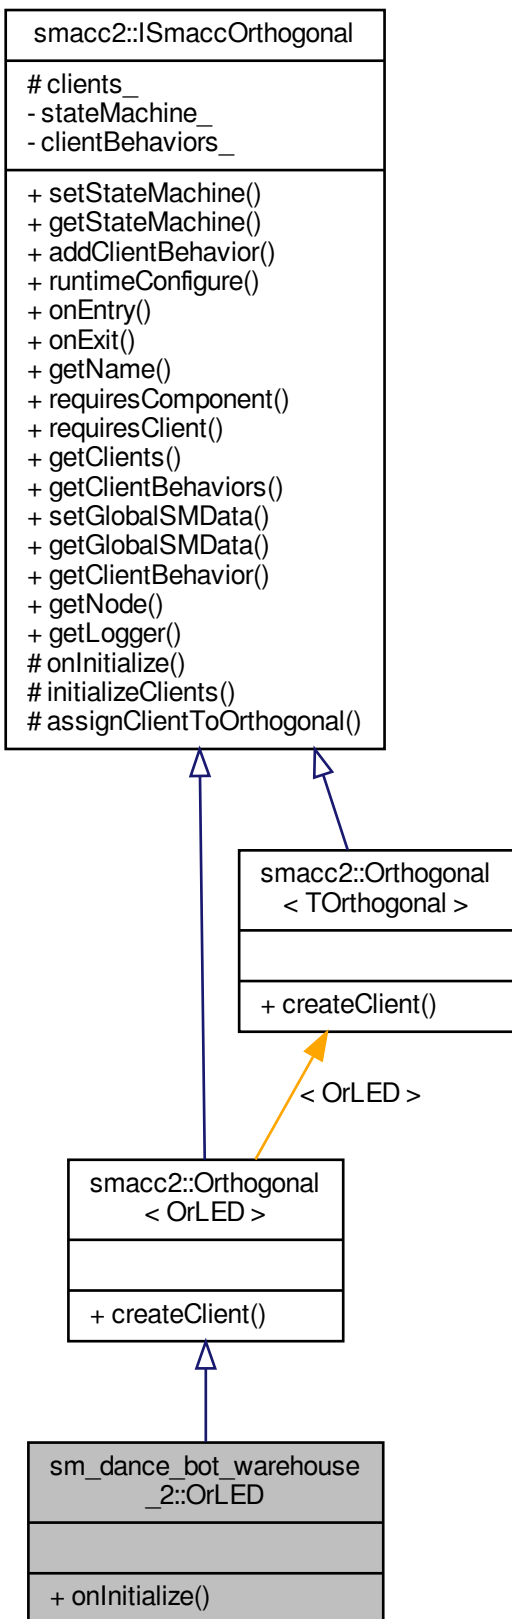 smacc2::ISmaccOrthogonal
# clients_
- stateMachine_
- clientBehaviors_
+ setStateMachine()
+ getStateMachine()
+ addClientBehavior()
+ runtimeConfigure()
+ onEntry()
+ onExit()
+ getName()
+ requiresComponent()
+ requiresClient()
+ getClients()
+ getClientBehaviors()
+ setGlobalSMData()
+ getGlobalSMData()
+ getClientBehavior()
+ getNode()
+ getLogger()
# onInitialize()
# initializeClients()
# assignClientToOrthogonal()
smacc2::Orthogonal
< TOrthogonal >
+ createClient()
< OrLED >
smacc2::Orthogonal
< OrLED >
+ createClient()
sm_dance_bot_warehouse
_2::OrLED
+ onInitialize()